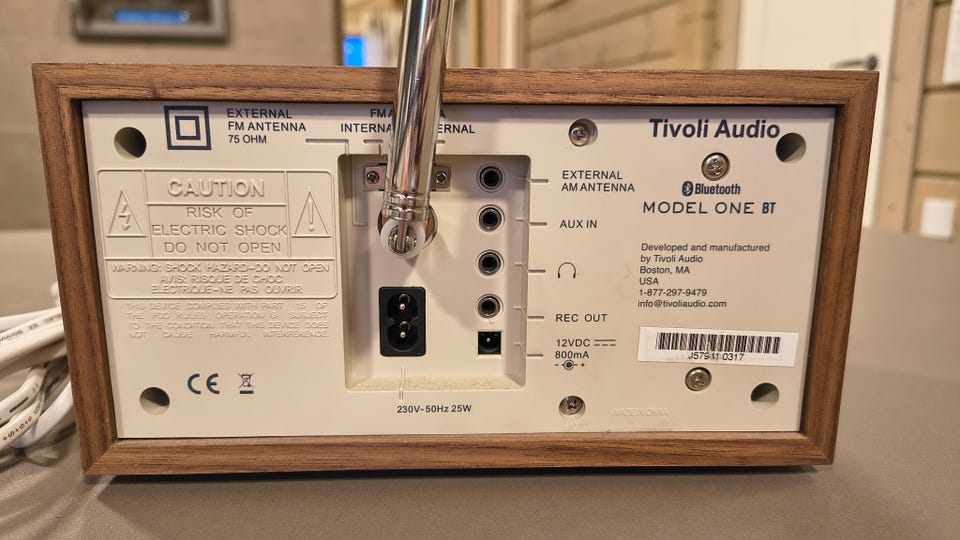 EXTERNAL
FM ANTENNA
75 OHM
FM
INTERNAL
CAUTION
RISK OF
ELECTRIC SHOCK
DO NOT OPEN
WARNING: SHOCK HAZARD-DO NOT OPEN
AVIS: RISQUE DE CHOC
ELECTRIQUE-NE PAS OUVRIR
THIS DEVICE COMPLIES WITH PART 15 OF
THE FCC RULES OPERATION IS SUBJECT
TO THE CONDITION THAT THIS DEVICE DOES
NOT CAUSE HARMFUL INTERFERENCE.
CE
230V~50Hz 25W
EXTERNAL
AM ANTENNA
AUX IN
REC OUT
12VDC
800mA
Tivoli Audio
Bluetooth
MODEL ONE BT
Developed and manufactured
by Tivoli Audio
Boston, MA
USA
1-877-297-9479
info@tivoliaudio.com
0317
MADE IN CHINA